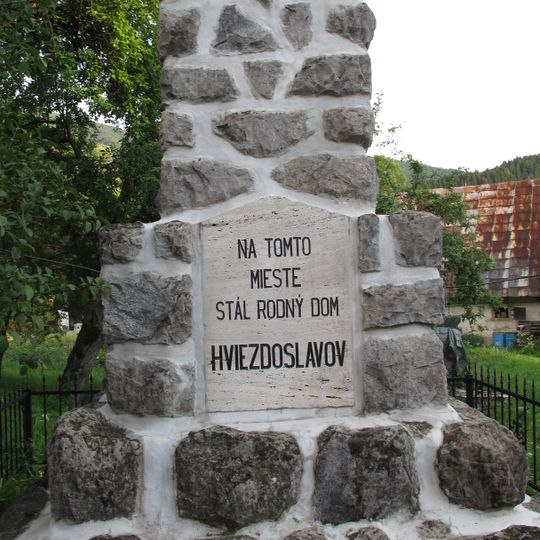 NA TOMTO
MIESTE
STÁL RODNÝ DOM
HVIEZDOSLAVOV